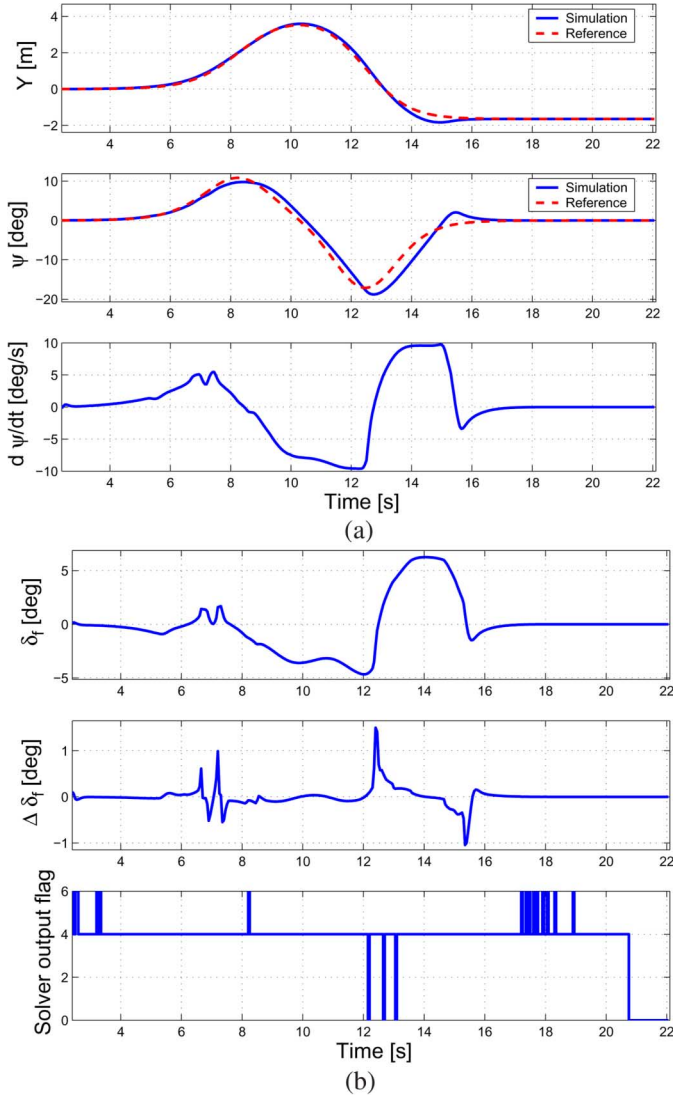 4
2
0
−2
Y [m]
Simulation
Reference
4 6 8 10 12 14 16 18 20 22
10
0
−10
−20
ψ [deg]
Simulation
Reference
4 6 8 10 12 14 16 18 20 22
10
5
0
−5
−10
d ψ/dt [deg/s]
4 6 8 10 12 14 16 18 20 22
Time [s]
(a)
5
0
−5
δf [deg]
4 6 8 10 12 14 16 18 20 22
1
0
−1
Δ δf [deg]
4 6 8 10 12 14 16 18 20 22
6
4
2
0
Solver output flag
4 6 8 10 12 14 16 18 20 22
Time [s]
(b)